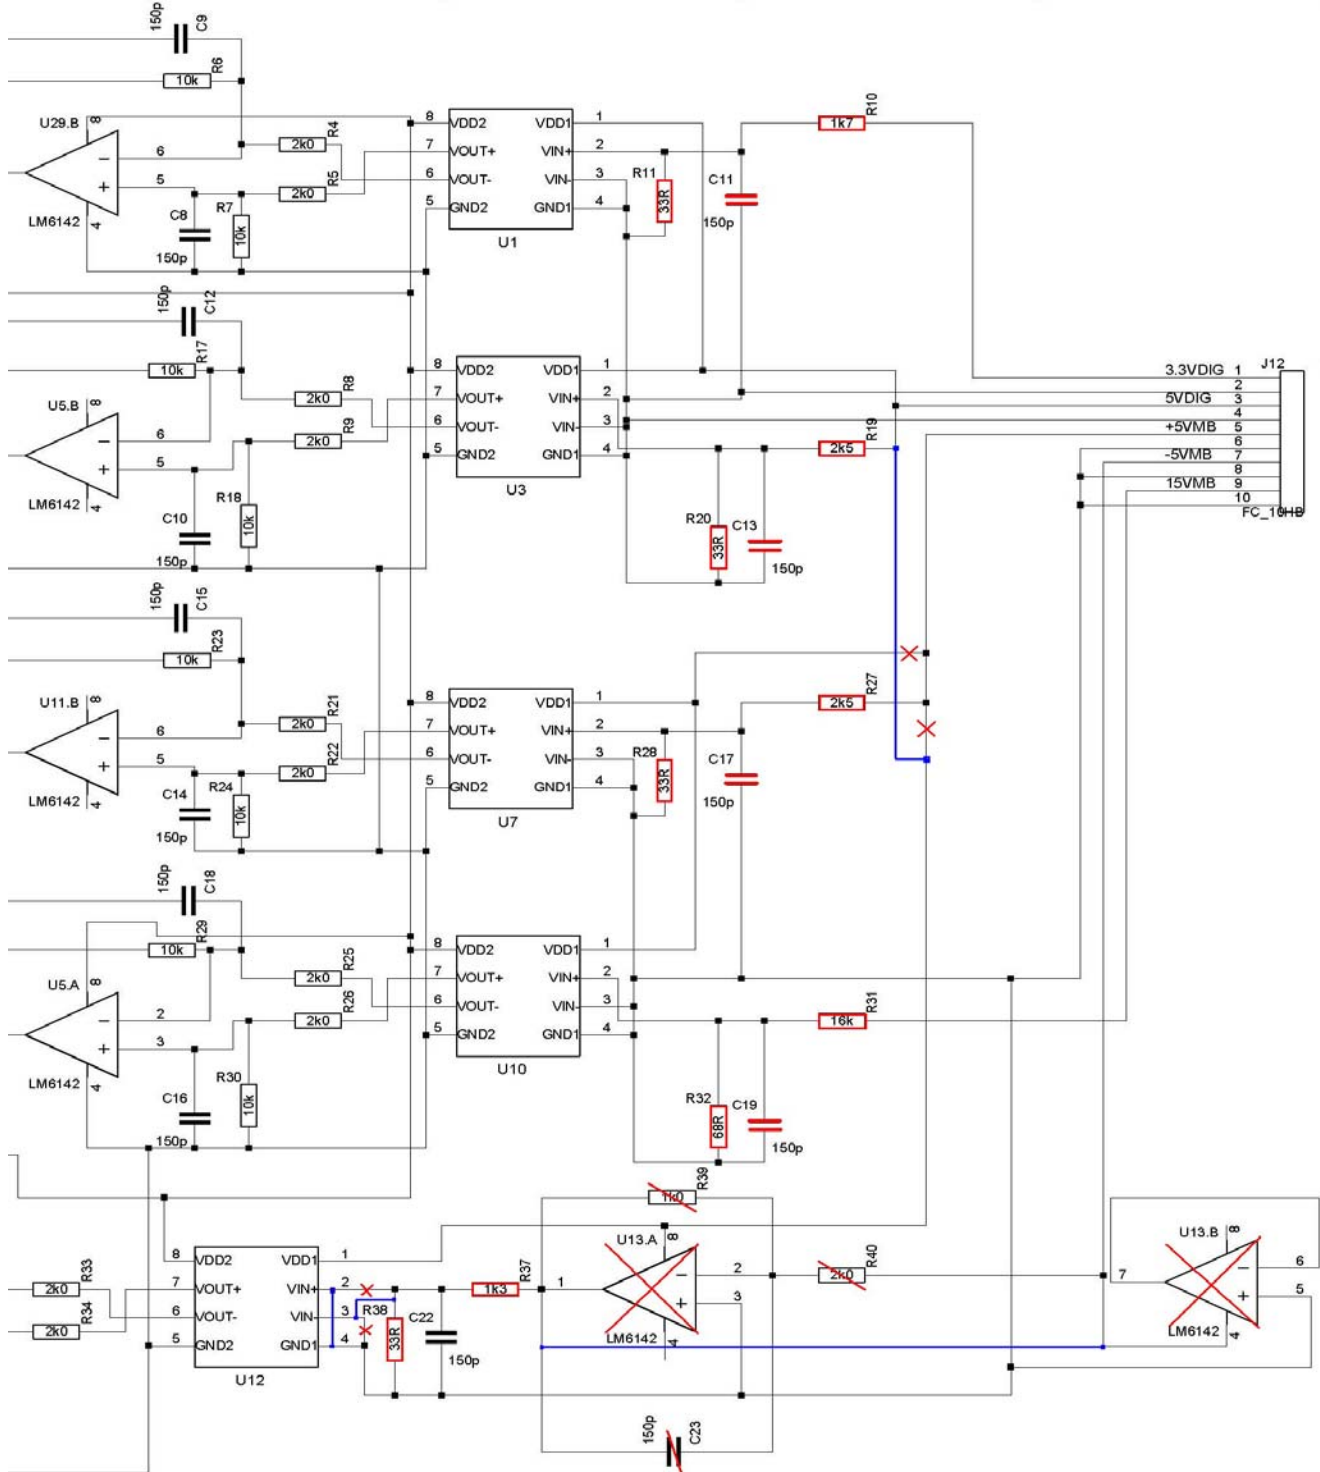 150p
C9
10k
R6
U29.B
8
6
5
4
LM6142
2k0
R4
2k0
R5
C8
150p
R7
10k
8
VDD2
VDD1
1
7
VOUT+
VIN+
2
6
VOUT-
VIN-
3
5
GND2
GND1
4
U1
R11
33R
C11
150p
1k7
R10
150p
C12
10k
R17
U5.B
8
6
5
4
LM6142
2k0
R8
2k0
R9
C10
150p
R18
10k
8
VDD2
VDD1
1
7
VOUT+
VIN+
2
6
VOUT-
VIN-
3
5
GND2
GND1
4
U3
2k5
R19
R20
33R
C13
150p
J12
3.3VDIG
1
2
5VDIG
3
4
+5VMB
5
6
-5VMB
7
8
15VMB
9
10
FC_10HB
150p
C15
10k
R23
U11.B
8
6
5
4
LM6142
2k0
R21
2k0
R22
C14
150p
R24
10k
8
VDD2
VDD1
1
7
VOUT+
VIN+
2
6
VOUT-
VIN-
3
5
GND2
GND1
4
U7
R28
33R
C17
150p
2k5
R27
150p
C18
10k
R29
U5.A
8
2
3
4
LM6142
2k0
R25
2k0
R26
C16
150p
R30
10k
8
VDD2
VDD1
1
7
VOUT+
VIN+
2
6
VOUT-
VIN-
3
5
GND2
GND1
4
U10
16k
R31
R32
68R
C19
150p
2k0
R33
2k0
R34
8
VDD2
VDD1
1
7
VOUT+
VIN+
2
6
VOUT-
VIN-
3
5
GND2
GND1
4
U12
R38
33R
C22
150p
1k3
R37
1k0
R39
U13.A
8
1
2
3
4
LM6142
2k0
R40
U13.B
8
7
6
5
4
LM6142
150p
C23